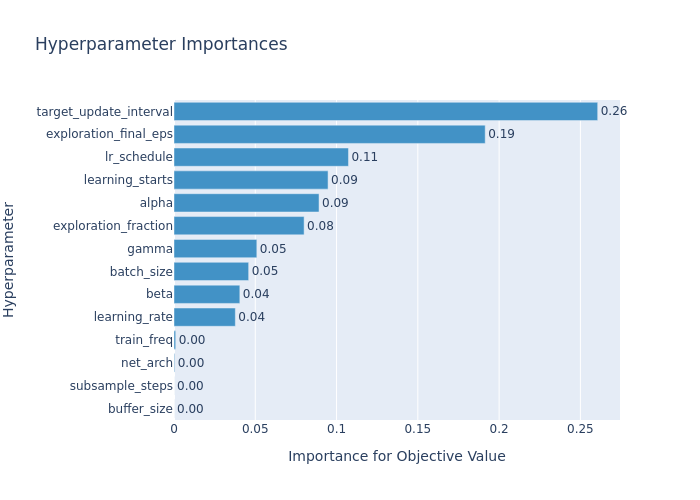 Hyperparameter Importances
Hyperparameter
target_update_interval 0.26
exploration_final_eps 0.19
lr_schedule 0.11
learning_starts 0.09
alpha 0.09
exploration_fraction 0.08
gamma 0.05
batch_size 0.05
beta 0.04
learning_rate 0.04
train_freq 0.00
net_arch 0.00
subsample_steps 0.00
buffer_size 0.00
0 0.05 0.1 0.15 0.2 0.25
Importance for Objective Value